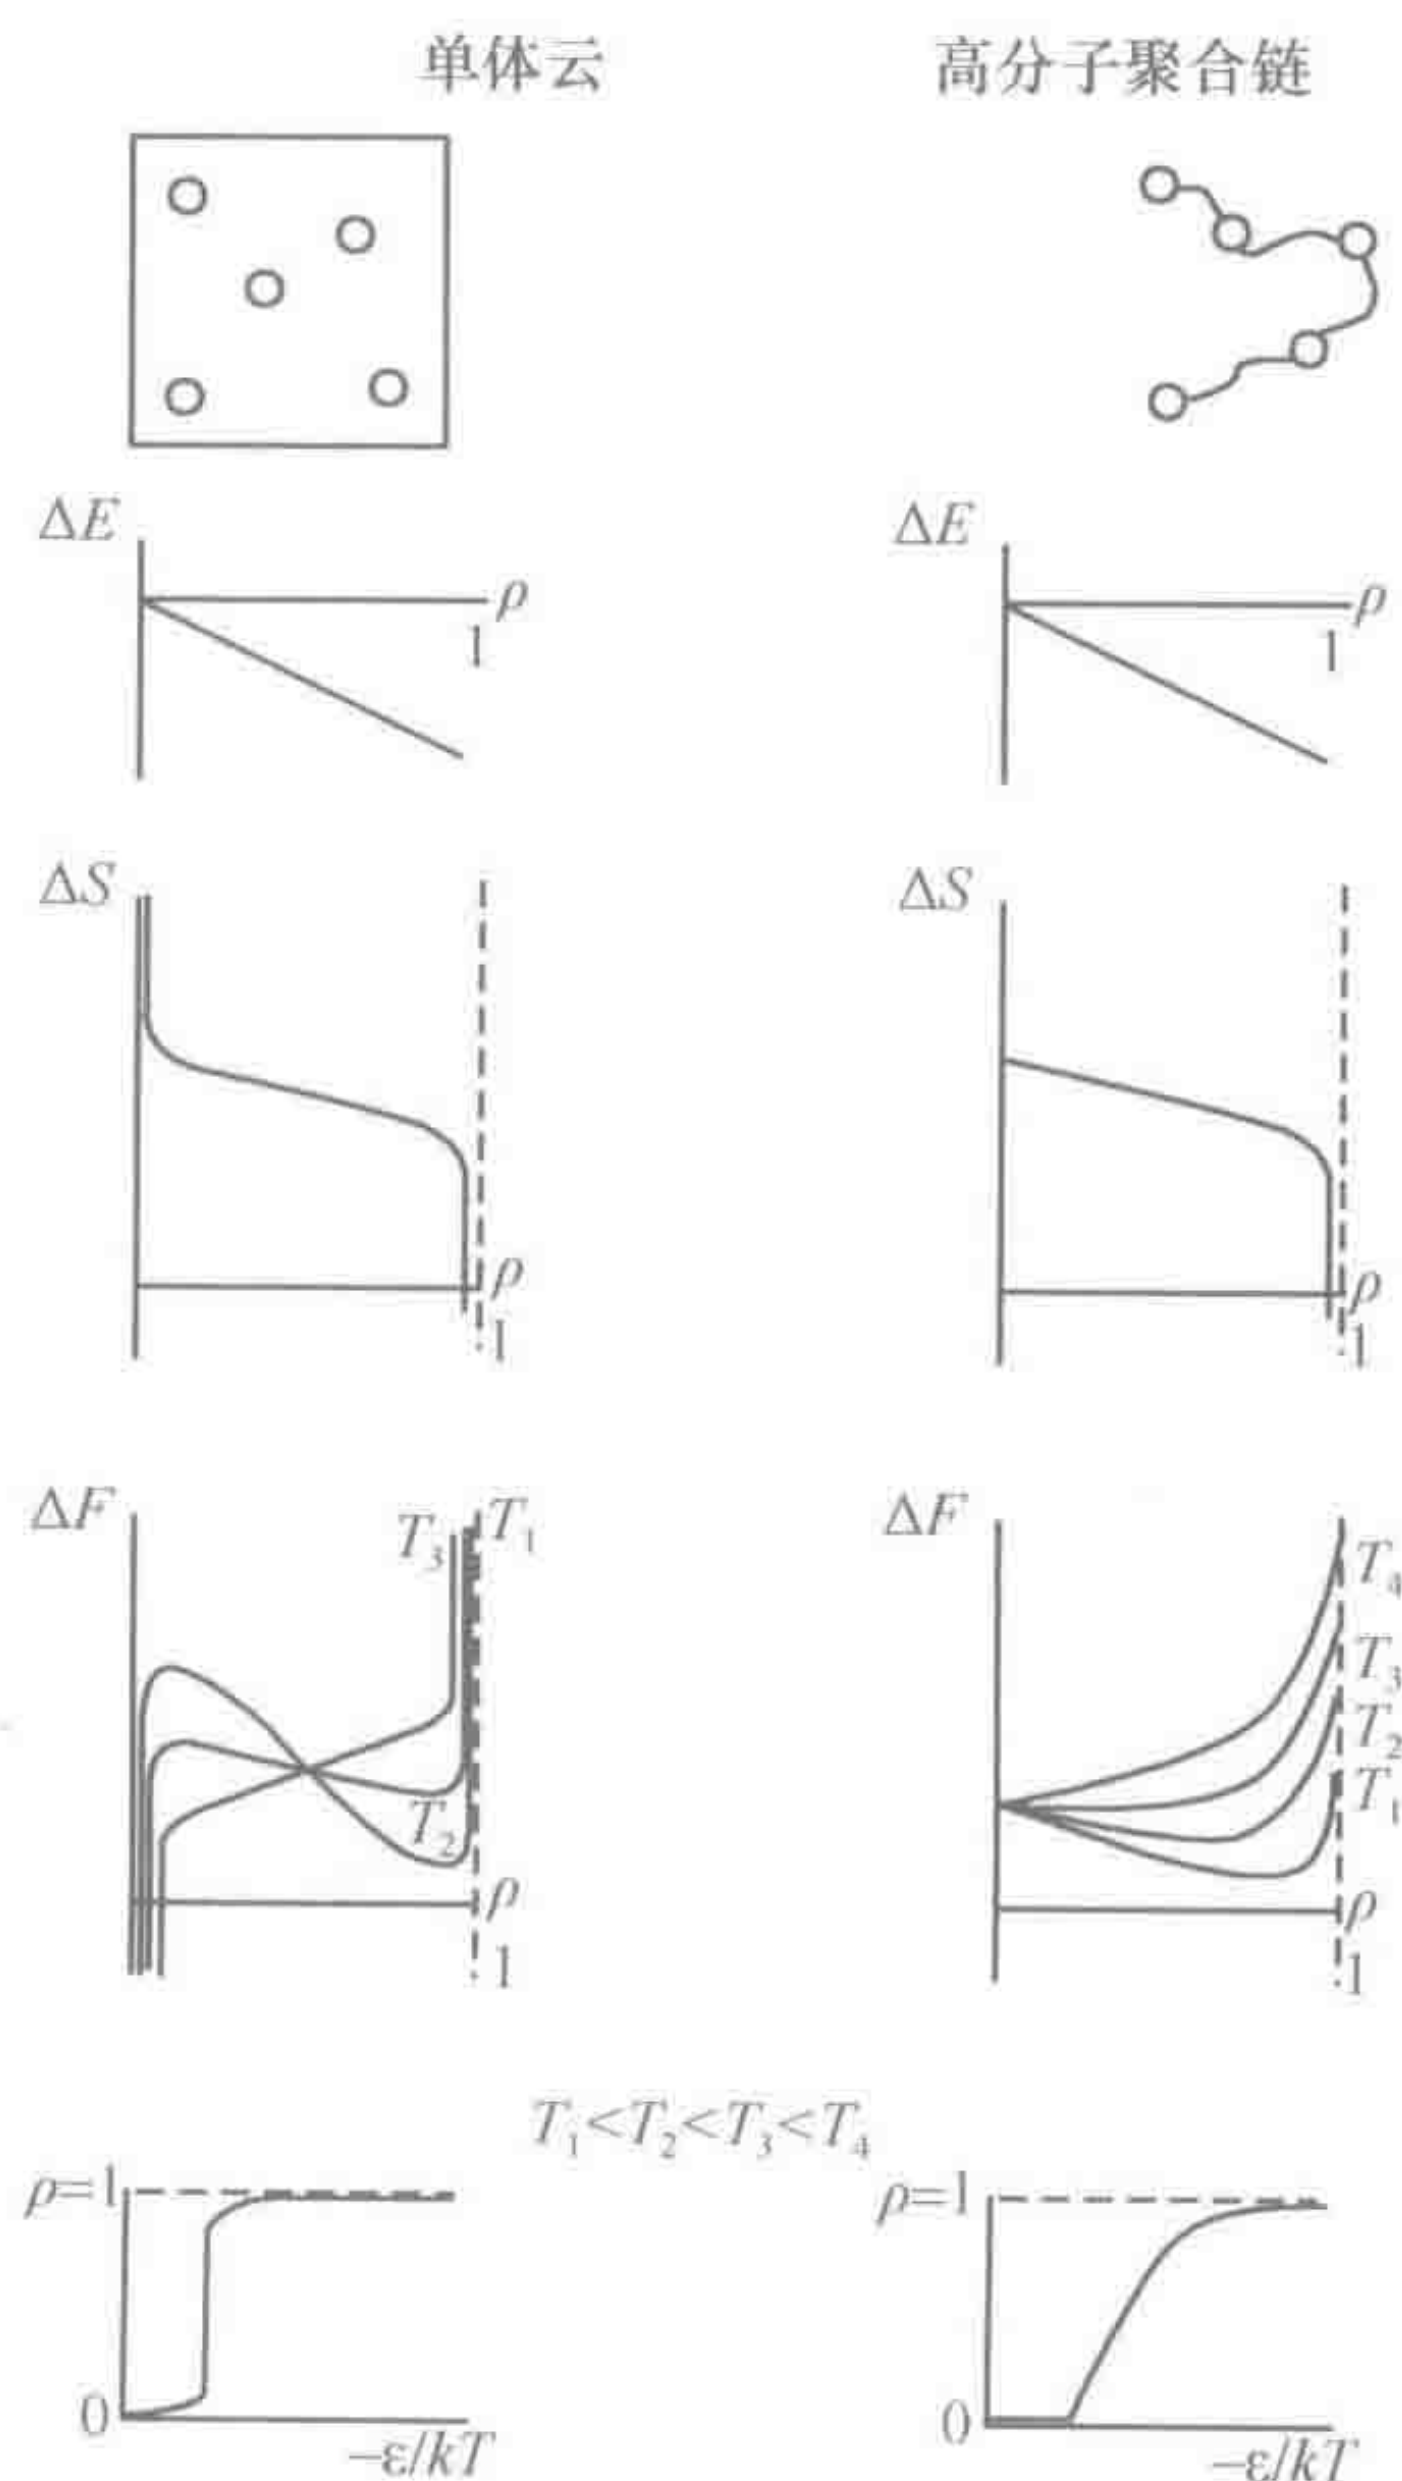 单体云 高分子聚合链
ΔE ΔE
ρ ρ
1 1
ΔS ΔS
ρ ρ
1 1
ΔF T₃ T₁ ΔF T₄
T₃
T₂ T₂
T₁
ρ ρ
1 1
T₁<T₂<T₃<T₄
ρ=1 ρ=1
0 0
−ε/kT −ε/kT